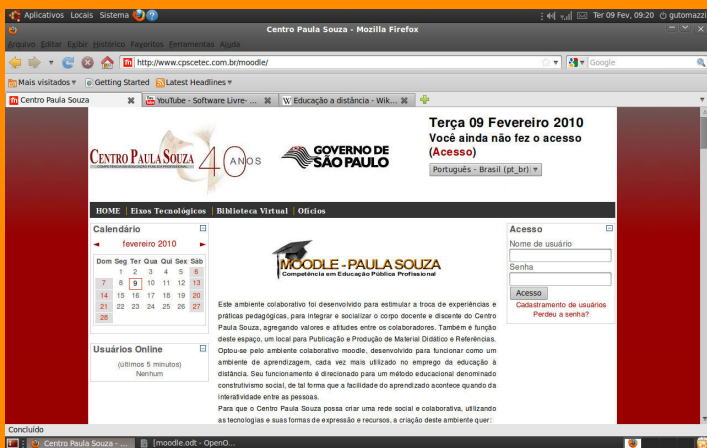 Aplicativos Locais Sistema
Ter 09 Fev, 09:20 gutomazzi
Centro Paula Souza - Mozilla Firefox
Arquivo Editar Exibir Histórico Favoritos Ferramentas Ajuda
http://www.cpscetec.com.br/moodle/
Google
Mais visitados Getting Started Latest Headlines
Centro Paula Souza
YouTube - Software Livre- ...
Educação a distância - Wik...
CENTRO PAULA SOUZA
COMPETÊNCIA EM EDUCAÇÃO PÚBLICA PROFISSIONAL
40 ANOS
GOVERNO DE
SÃO PAULO
Terça 09 Fevereiro 2010
Você ainda não fez o acesso
(Acesso)
Português - Brasil (pt_br)
HOME | Eixos Tecnológicos | Biblioteca Virtual | Ofícios
Calendário
◄ fevereiro 2010 ►
Dom Seg Ter Qua Qui Sex Sáb
1 2 3 4 5 6
7 8 9 10 11 12 13
14 15 16 17 18 19 20
21 22 23 24 25 26 27
28
Usuários Online
(últimos 5 minutos)
Nenhum
MOODLE - PAULA SOUZA
Competência em Educação Pública Profissional
Este ambiente colaborativo foi desenvolvido para estimular a troca de experiências e
práticas pedagógicas, para integrar e socializar o corpo docente e discente do Centro
Paula Souza, agregando valores e atitudes entre os colaboradores. Também é função
deste espaço, um local para Publicação e Produção de Material Didático e Referências.
Optou-se pelo ambiente colaborativo moodle, desenvolvido para funcionar como um
ambiente de aprendizagem, cada vez mais utilizado no emprego da educação à
distância. Seu funcionamento é direcionado para um método educacional denominado
construtivismo social, de tal forma que a facilidade do aprendizado acontece quando da
interatividade entre as pessoas.
Para que o Centro Paula Souza possa criar uma rede social e colaborativa, utilizando
as tecnologias e suas formas de expressão e recursos, a criação deste ambiente quer:
Acesso
Nome de usuário
Senha
Acesso
Cadastramento de usuários
Perdeu a senha?
Concluído
Centro Paula Souza - ...
[moodle.odt - OpenO...